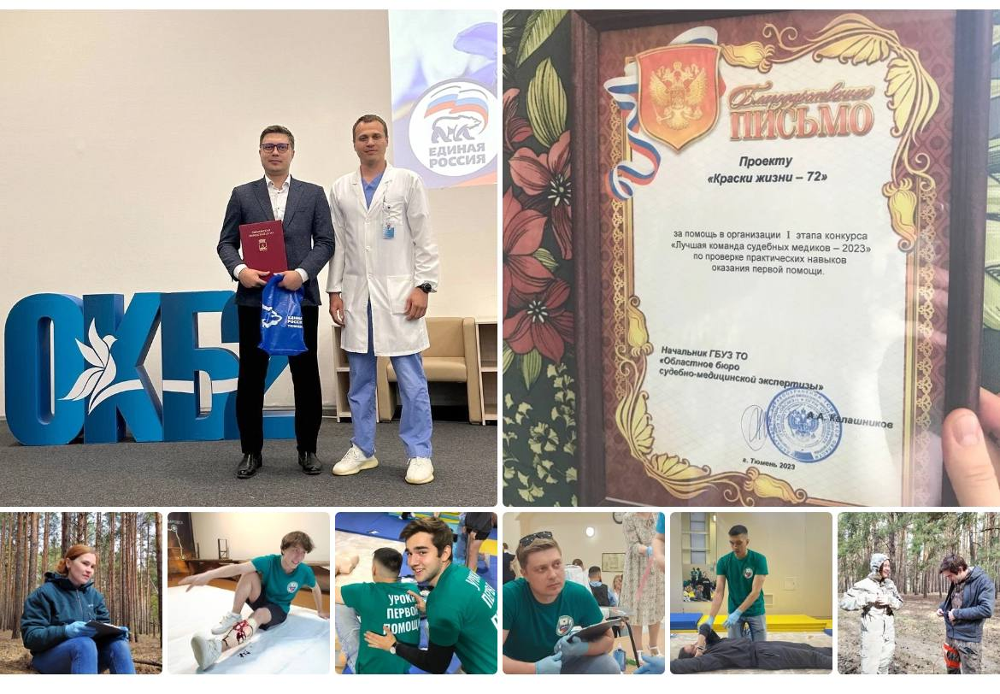 ЕДИНАЯ
РОССИЯ
ОКБ
Благодарственное
ПИСЬМО
Проекту
«Краски жизни – 72»
за помощь в организации I этапа конкурса
«Лучшая команда судебных медиков – 2023»
по проверке практических навыков
оказания первой помощи.
Начальник ГБУЗ ТО
«Областное бюро
судебно-медицинской экспертизы»
А.А. Калашников
г. Тюмень 2023
УРОКИ
ПЕРВОЙ
ПОМОЩИ